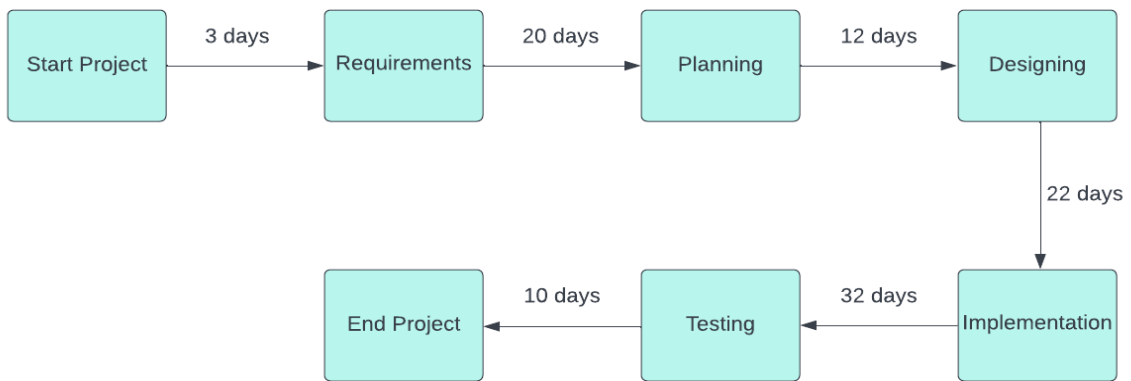 3 days
20 days
12 days
Start Project
Requirements
Planning
Designing
22 days
10 days
32 days
End Project
Testing
Implementation